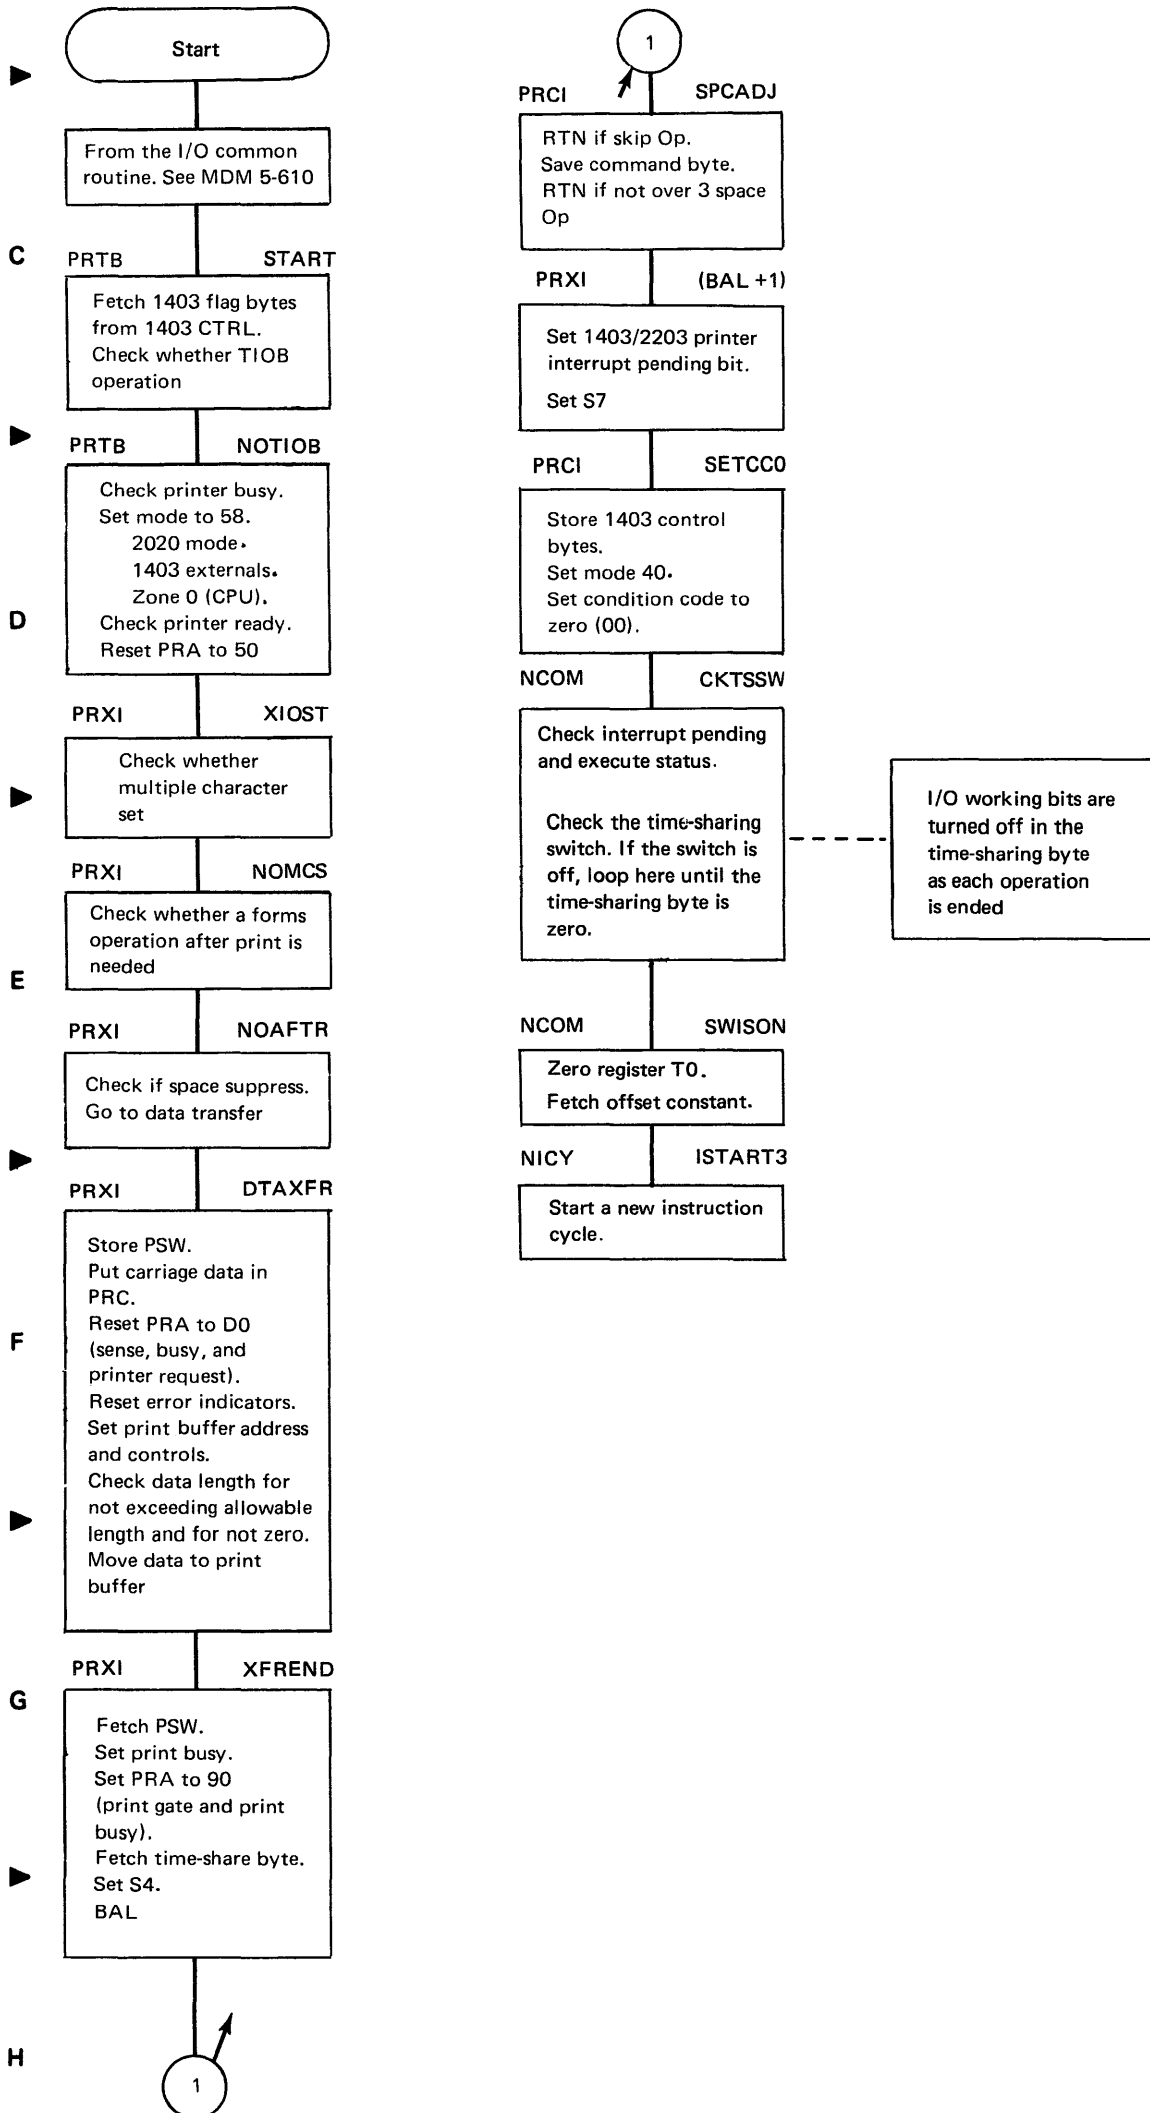 Start
From the I/O common
routine. See MDM 5-610
C
PRTB START
Fetch 1403 flag bytes
from 1403 CTRL.
Check whether TIOB
operation
PRTB NOTIOB
Check printer busy.
Set mode to 58.
2020 mode.
1403 externals.
Zone 0 (CPU).
Check printer ready.
Reset PRA to 50
D
PRXI XIOST
Check whether
multiple character
set
PRXI NOMCS
Check whether a forms
operation after print is
needed
E
PRXI NOAFTR
Check if space suppress.
Go to data transfer
PRXI DTAXFR
Store PSW.
Put carriage data in
PRC.
Reset PRA to D0
(sense, busy, and
printer request).
Reset error indicators.
Set print buffer address
and controls.
Check data length for
not exceeding allowable
length and for not zero.
Move data to print
buffer
F
PRXI XFREND
G
Fetch PSW.
Set print busy.
Set PRA to 90
(print gate and print
busy).
Fetch time-share byte.
Set S4.
BAL
H
1
1
PRCI SPCADJ
RTN if skip Op.
Save command byte.
RTN if not over 3 space
Op
PRXI (BAL +1)
Set 1403/2203 printer
interrupt pending bit.
Set S7
PRCI SETCC0
Store 1403 control
bytes.
Set mode 40.
Set condition code to
zero (00).
NCOM CKTSSW
Check interrupt pending
and execute status.
Check the time-sharing
switch. If the switch is
off, loop here until the
time-sharing byte is
zero.
I/O working bits are
turned off in the
time-sharing byte
as each operation
is ended
NCOM SWISON
Zero register T0.
Fetch offset constant.
NICY ISTART3
Start a new instruction
cycle.